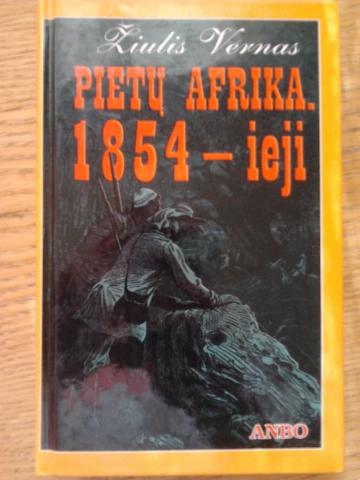 Žiulis Vernas
PIETŲ AFRIKA.
1854 – ieji
ANBO